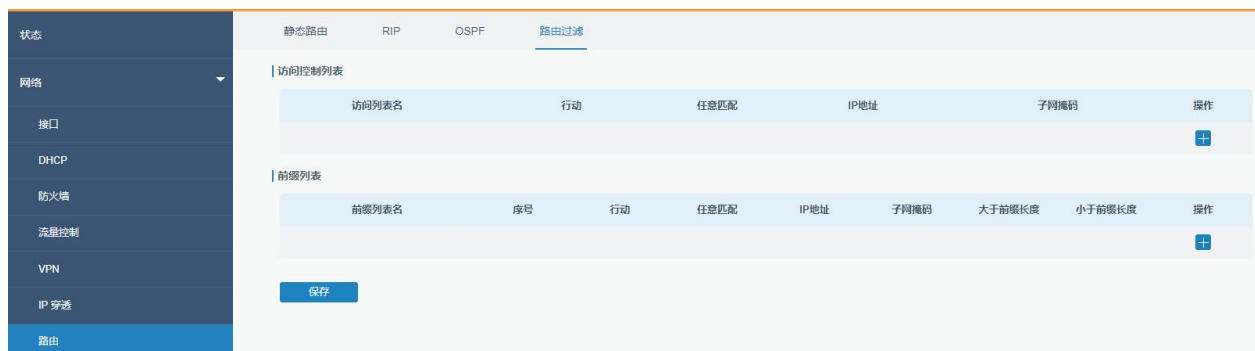 状态
网络
接口
DHCP
防火墙
流量控制
VPN
IP 穿透
路由
静态路由 RIP OSPF 路由过滤
访问控制列表
访问列表名 行动 任意匹配 IP地址 子网掩码 操作
前缀列表
前缀列表名 序号 行动 任意匹配 IP地址 子网掩码 大于前缀长度 小于前缀长度 操作
保存